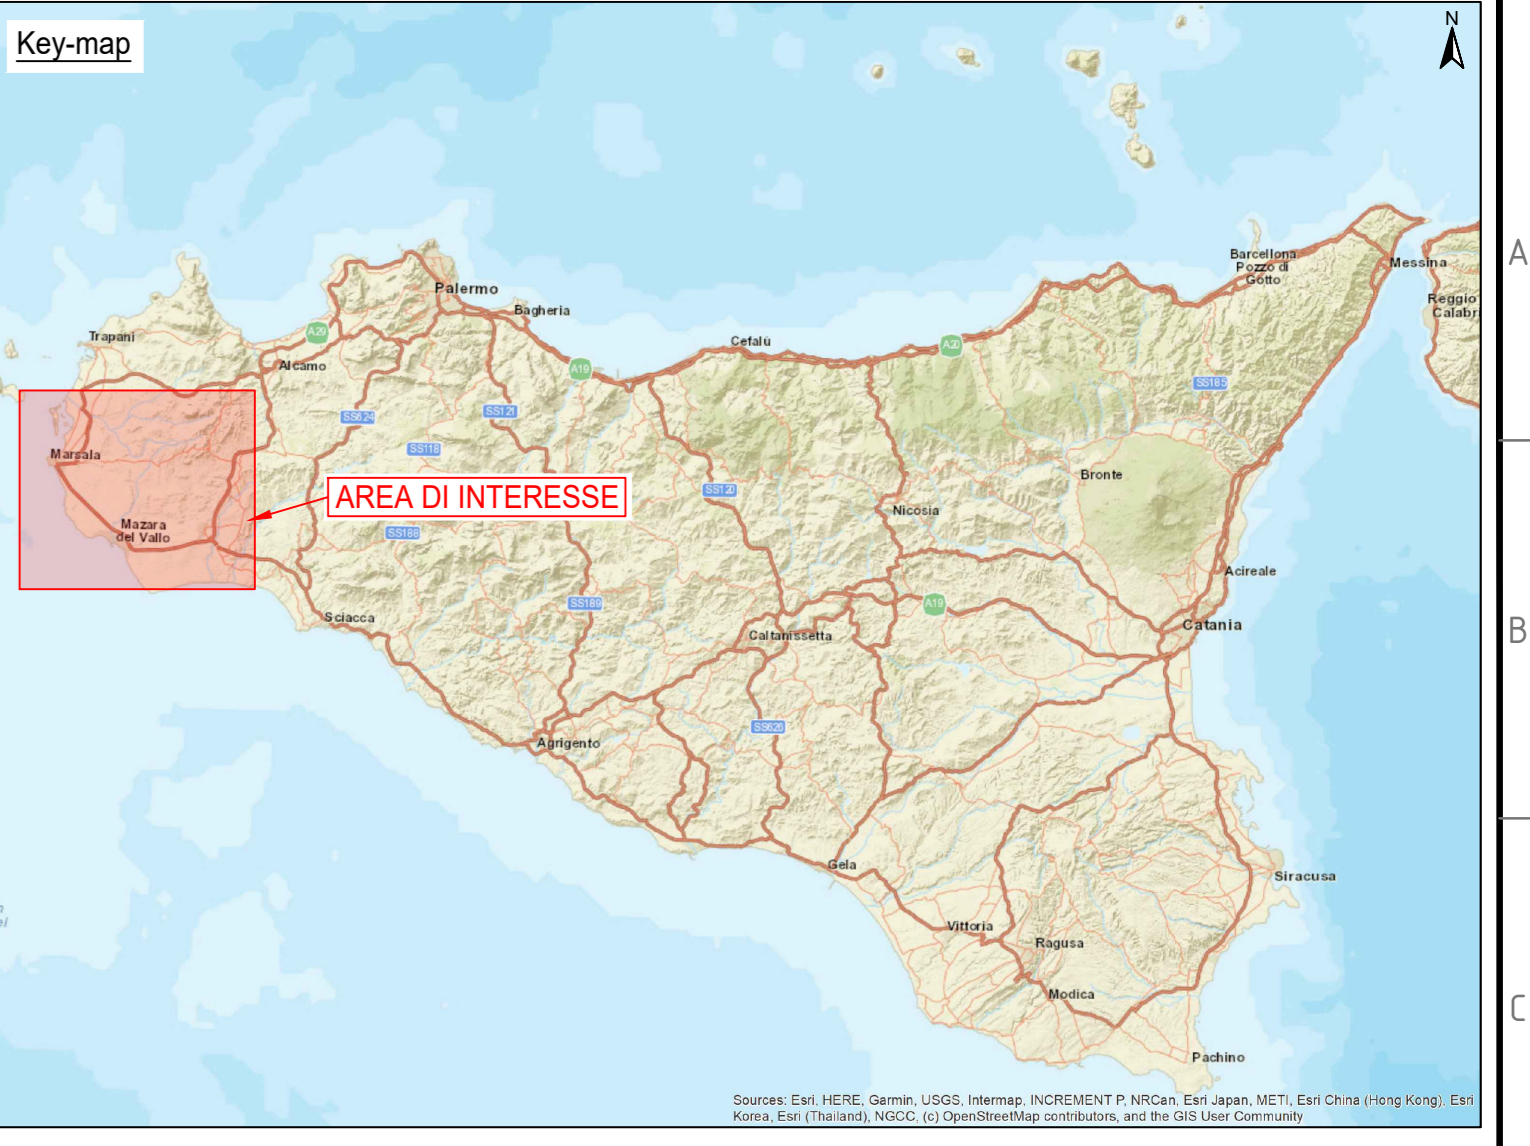 Key-map
N
A
Barcellona
Pozzo di
Gotto
Messina
Reggio
Calabri
Palermo
Bagheria
Trapani
A29
Cefalù
A20
Alcamo
A19
SS185
SS624
SS121
SS118
Marsala
Bronte
AREA DI INTERESSE
SS120
Nicosia
Mazara
del Vallo
SS188
Acireale
SS189
A19
Sciacca
Catania
B
Caltanissetta
SS626
Agrigento
Gela
Siracusa
Vittoria
Ragusa
Modica
C
Pachino
Sources: Esri, HERE, Garmin, USGS, Intermap, INCREMENT P, NRCan, Esri Japan, METI, Esri China (Hong Kong), Esri
Korea, Esri (Thailand), NGCC, (c) OpenStreetMap contributors, and the GIS User Community